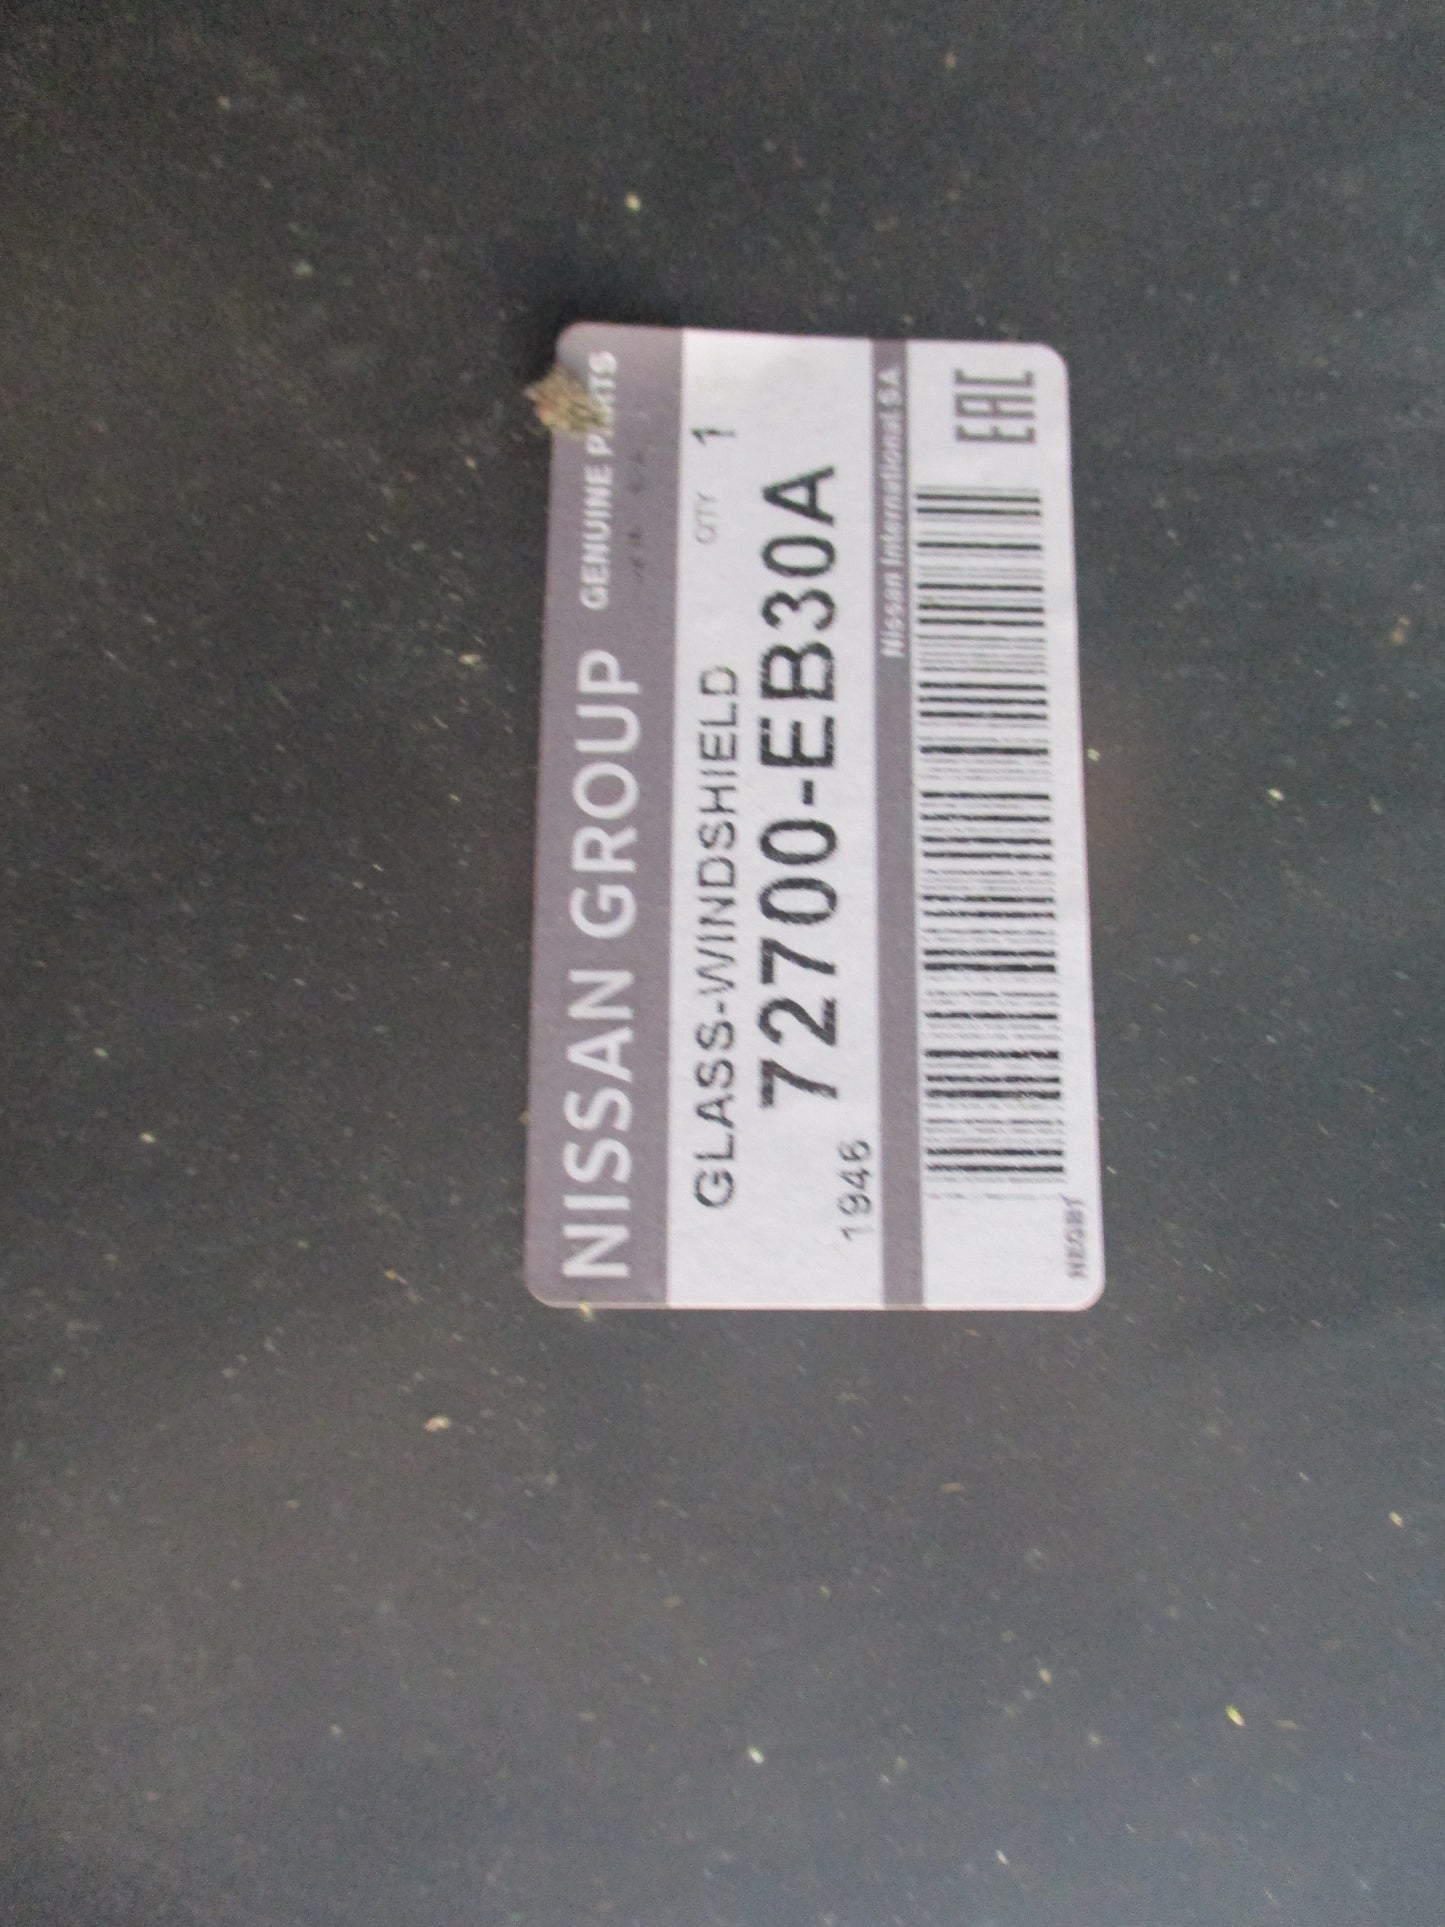 NISSAN GROUP GENUINE PARTS
GLASS-WINDSHIELD QTY 1
72700-EB30A
1946
Nissan International SA.
EAC